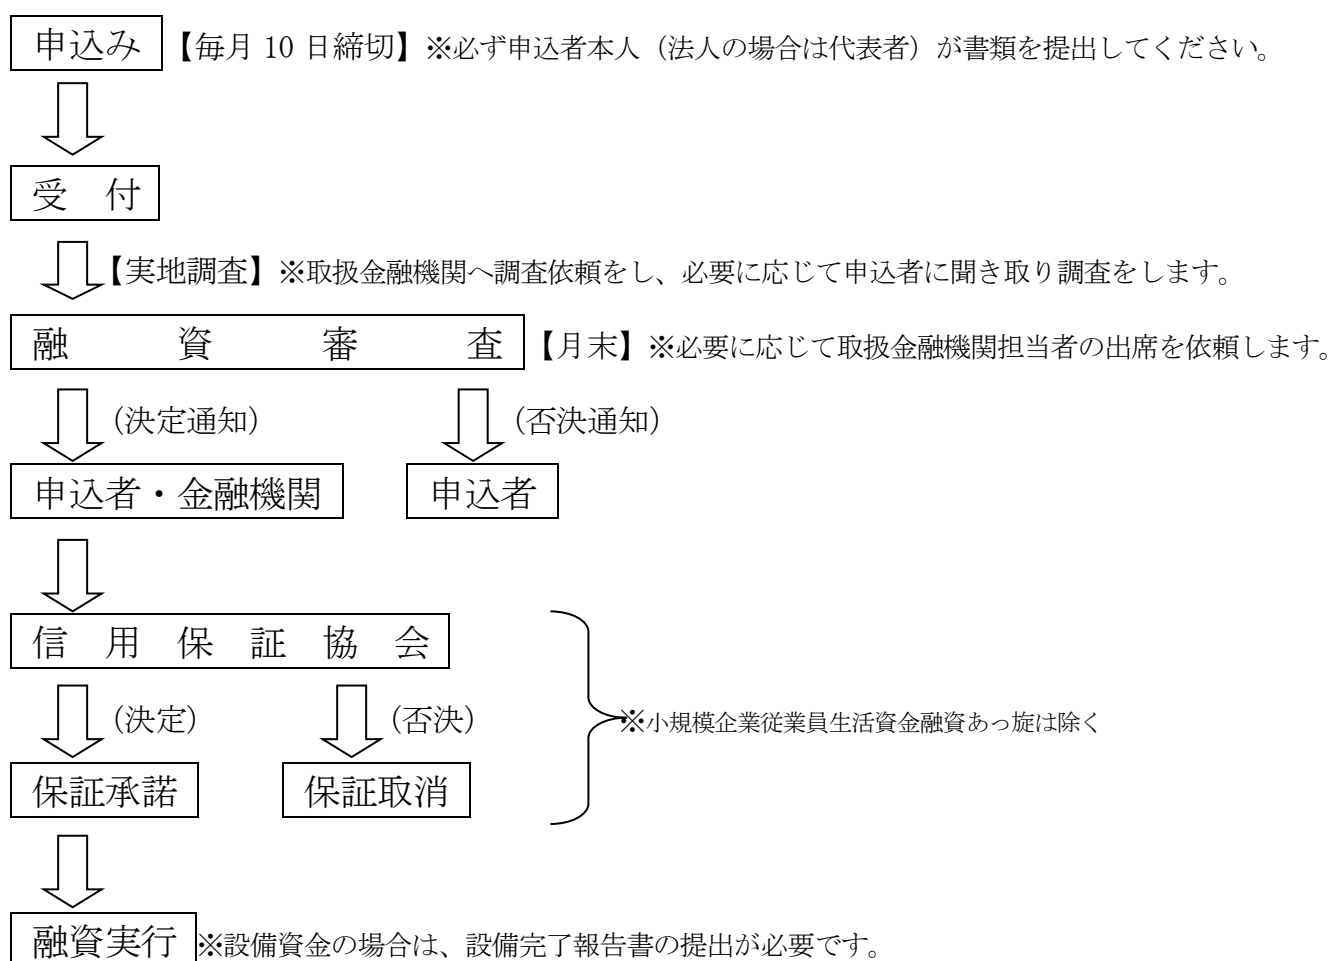 申込み 【毎月 10 日締切】※必ず申込者本人（法人の場合は代表者）が書類を提出してください。
受　付
【実地調査】※取扱金融機関へ調査依頼をし、必要に応じて申込者に聞き取り調査をします。
融　資　審　査 【月末】※必要に応じて取扱金融機関担当者の出席を依頼します。
（決定通知） （否決通知）
申込者・金融機関 申込者
信　用　保　証　協　会
（決定） （否決） ※小規模企業従業員生活資金融資あっ旋は除く
保証承諾 保証取消
融資実行 ※設備資金の場合は、設備完了報告書の提出が必要です。